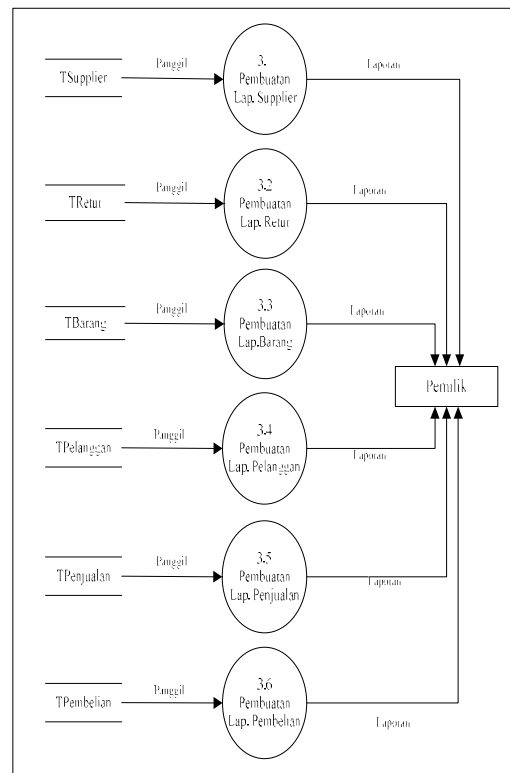 Panggil
Laporan
TSupplier
3.
Pembuatan
Lap. Supplier
Panggil
Laporan
TRetur
3.2
Pembuatan
Lap. Retur
Panggil
Laporan
TBarang
3.3
Pembuatan
Lap.Barang
Pemilik
Panggil
Laporan
TPelanggan
3.4
Pembuatan
Lap. Pelanggan
Panggil
Laporan
TPenjualan
3.5
Pembuatan
Lap. Penjualan
Panggil
Laporan
TPembelian
3.6
Pembuatan
Lap. Pembelian